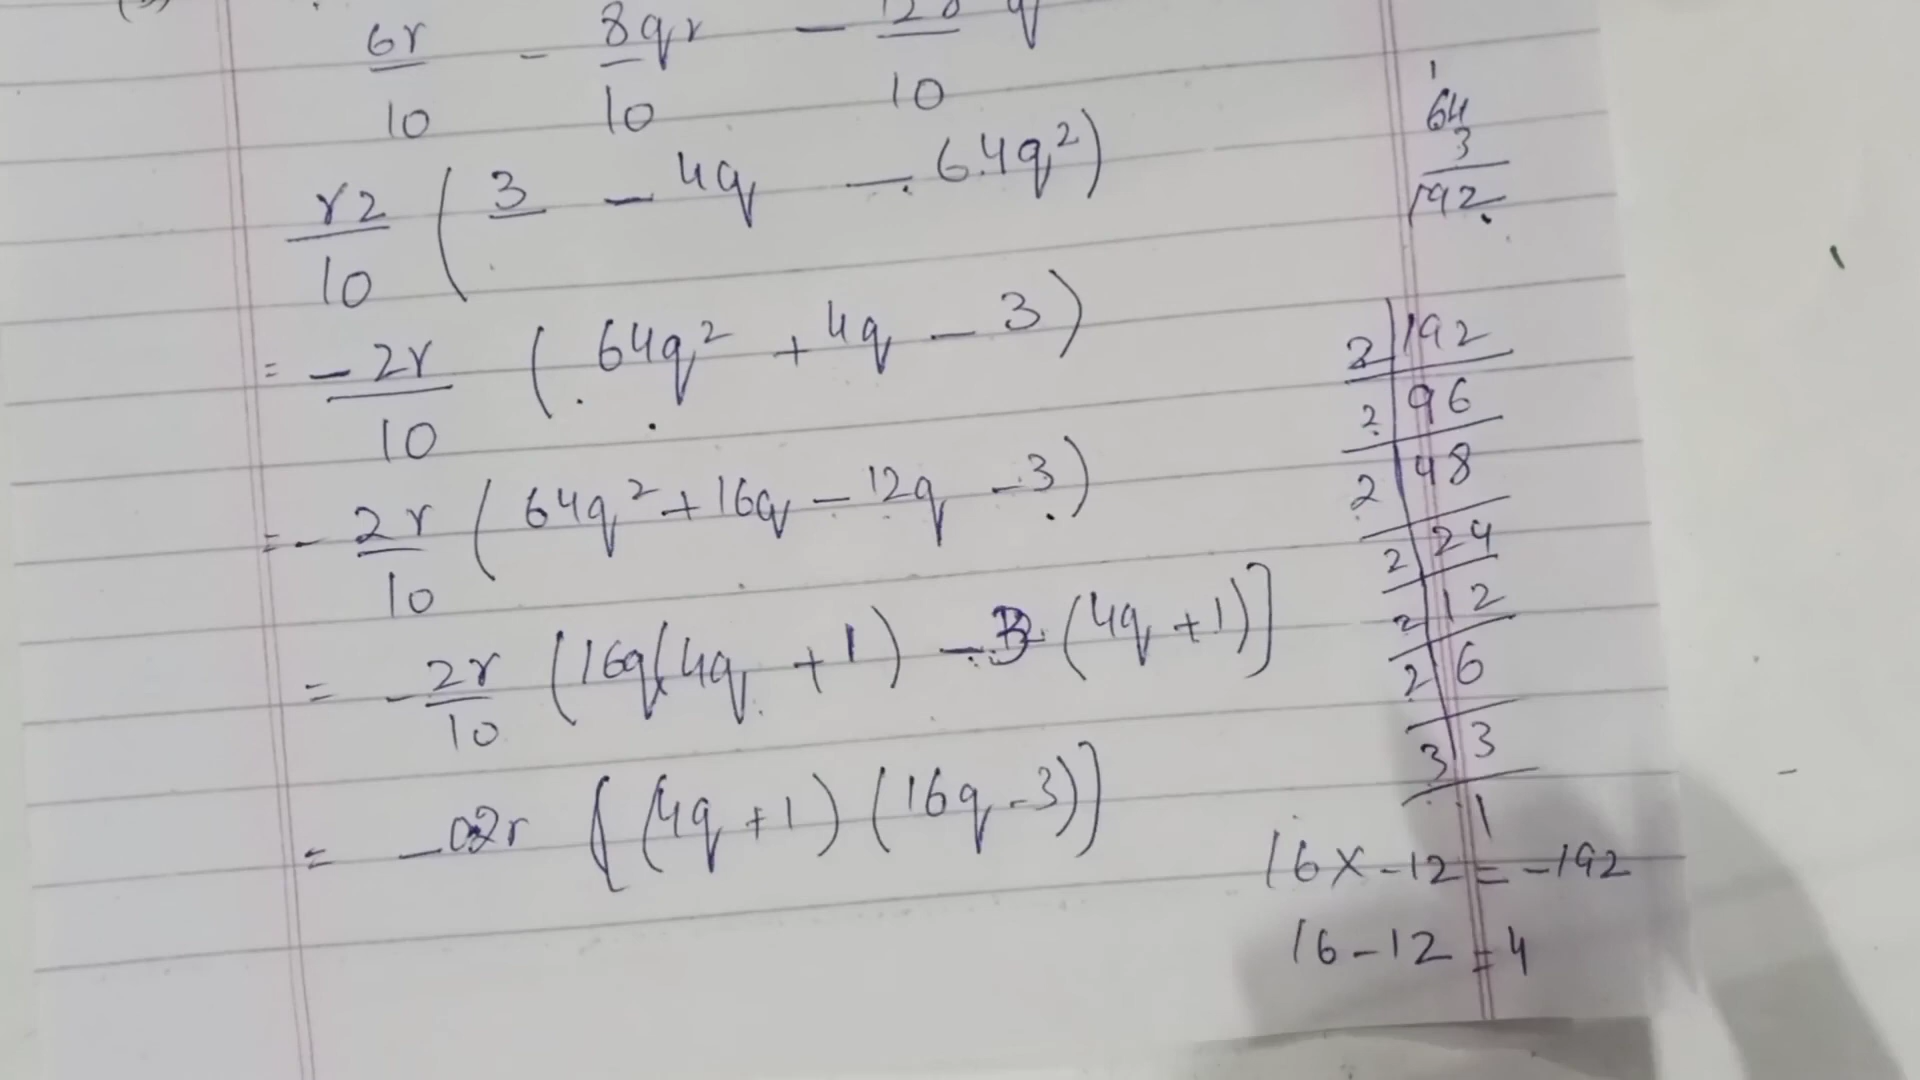 6r/10 - 8qr/10 - 128/10 q
r2/10 ( 3 - 4q - 64q²)
= -2r/10 ( 64q² + 4q - 3)
= -2r/10 ( 64q² + 16q - 12q - 3)
= -2r/10 (16q(4q + 1) - 3 (4q + 1)]
= -02r [(4q + 1) (16q - 3)]
1
64
3
192
2 | 192
2 | 96
2 | 48
2 | 24
2 | 12
2 | 6
3 | 3
1
16 x -12 = -192
16 - 12 = 4